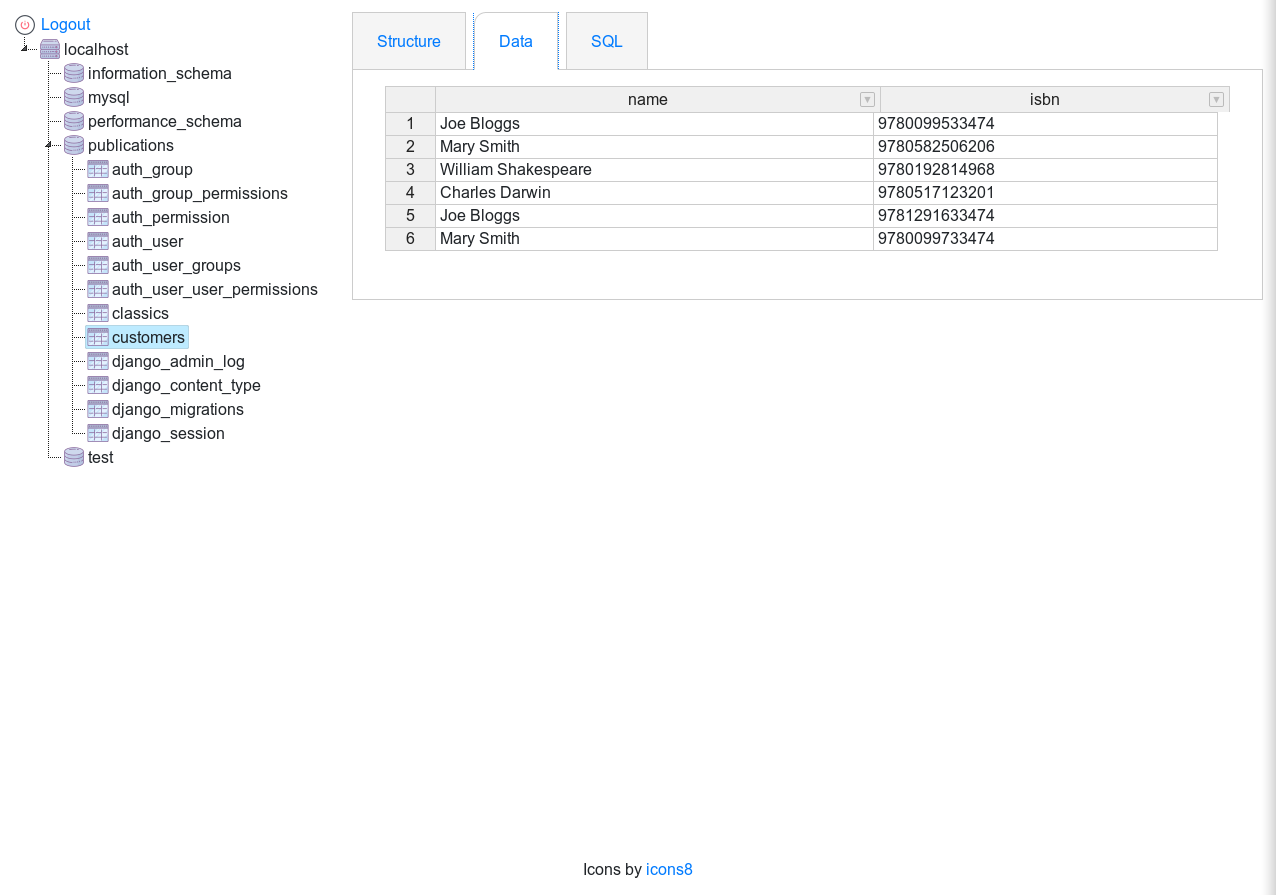 Logout
localhost
information_schema
mysql
performance_schema
publications
auth_group
auth_group_permissions
auth_permission
auth_user
auth_user_groups
auth_user_user_permissions
classics
customers
django_admin_log
django_content_type
django_migrations
django_session
test
Structure Data SQL
name isbn
1 Joe Bloggs 9780099533474
2 Mary Smith 9780582506206
3 William Shakespeare 9780192814968
4 Charles Darwin 9780517123201
5 Joe Bloggs 9781291633474
6 Mary Smith 9780099733474
Icons by icons8